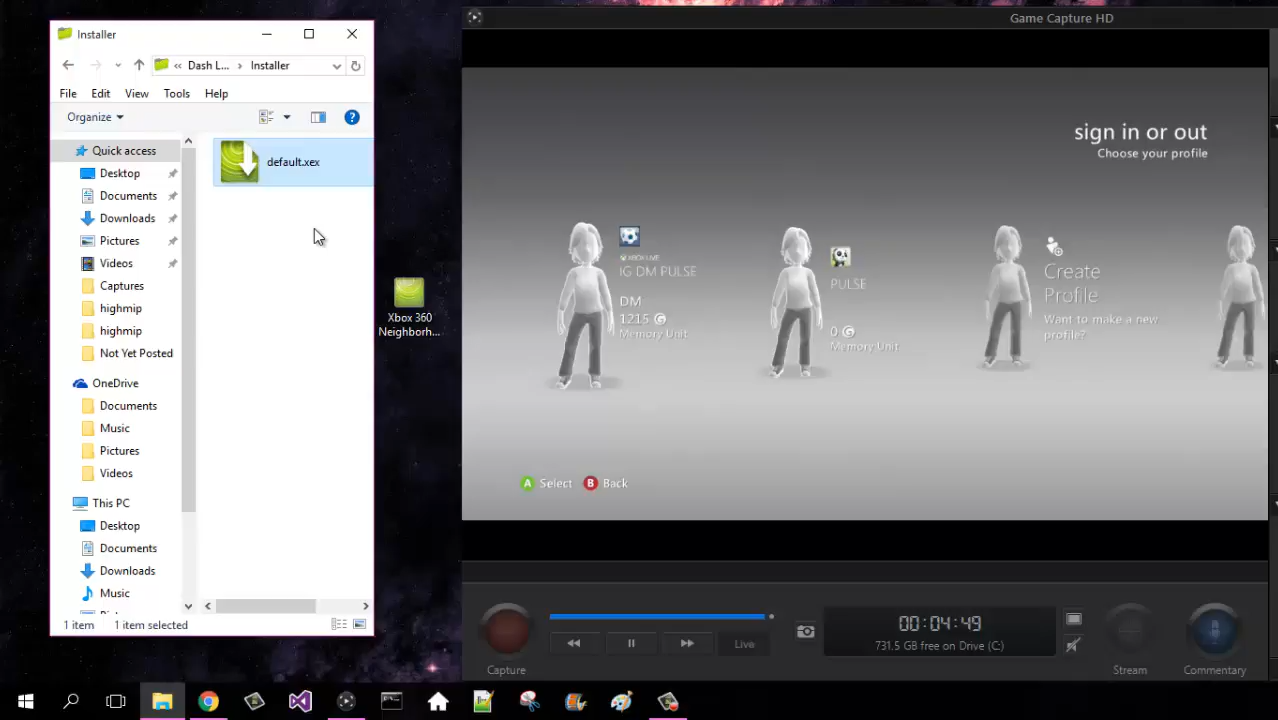 Installer
Dash L...
Installer
File
Edit
View
Tools
Help
Organize
Quick access
Desktop
Documents
Downloads
Pictures
Videos
Captures
highmip
highmip
Not Yet Posted
OneDrive
Documents
Music
Pictures
Videos
This PC
Desktop
Documents
Downloads
Music
default.xex
1 item
1 item selected
Xbox 360
Neighborh...
Game Capture HD
sign in or out
Choose your profile
XBOX LIVE
IG DM PULSE
DM
1215 G
Memory Unit
PULSE
0 G
Memory Unit
Create
Profile
Want to make a new
profile?
A Select
B Back
Capture
Live
00:04:49
731.5 GB free on Drive (C:)
Stream
Commentary